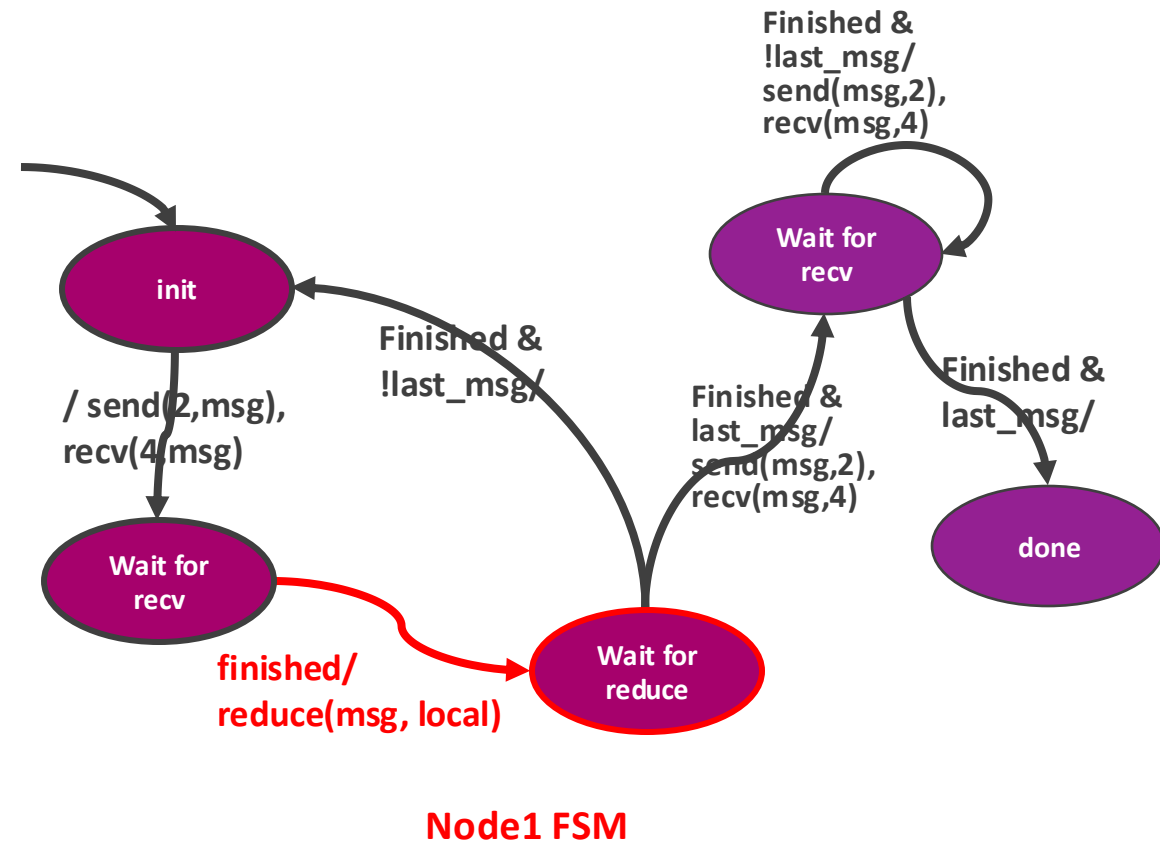 Finished &
!last_msg/
send(msg,2),
recv(msg,4)
Wait for
recv
init
Finished &
!last_msg/
Finished &
last_msg/
/ send(2,msg),
recv(4,msg)
Finished &
last_msg/
send(msg,2),
recv(msg,4)
done
Wait for
recv
finished/
reduce(msg, local)
Wait for
reduce
Node1 FSM